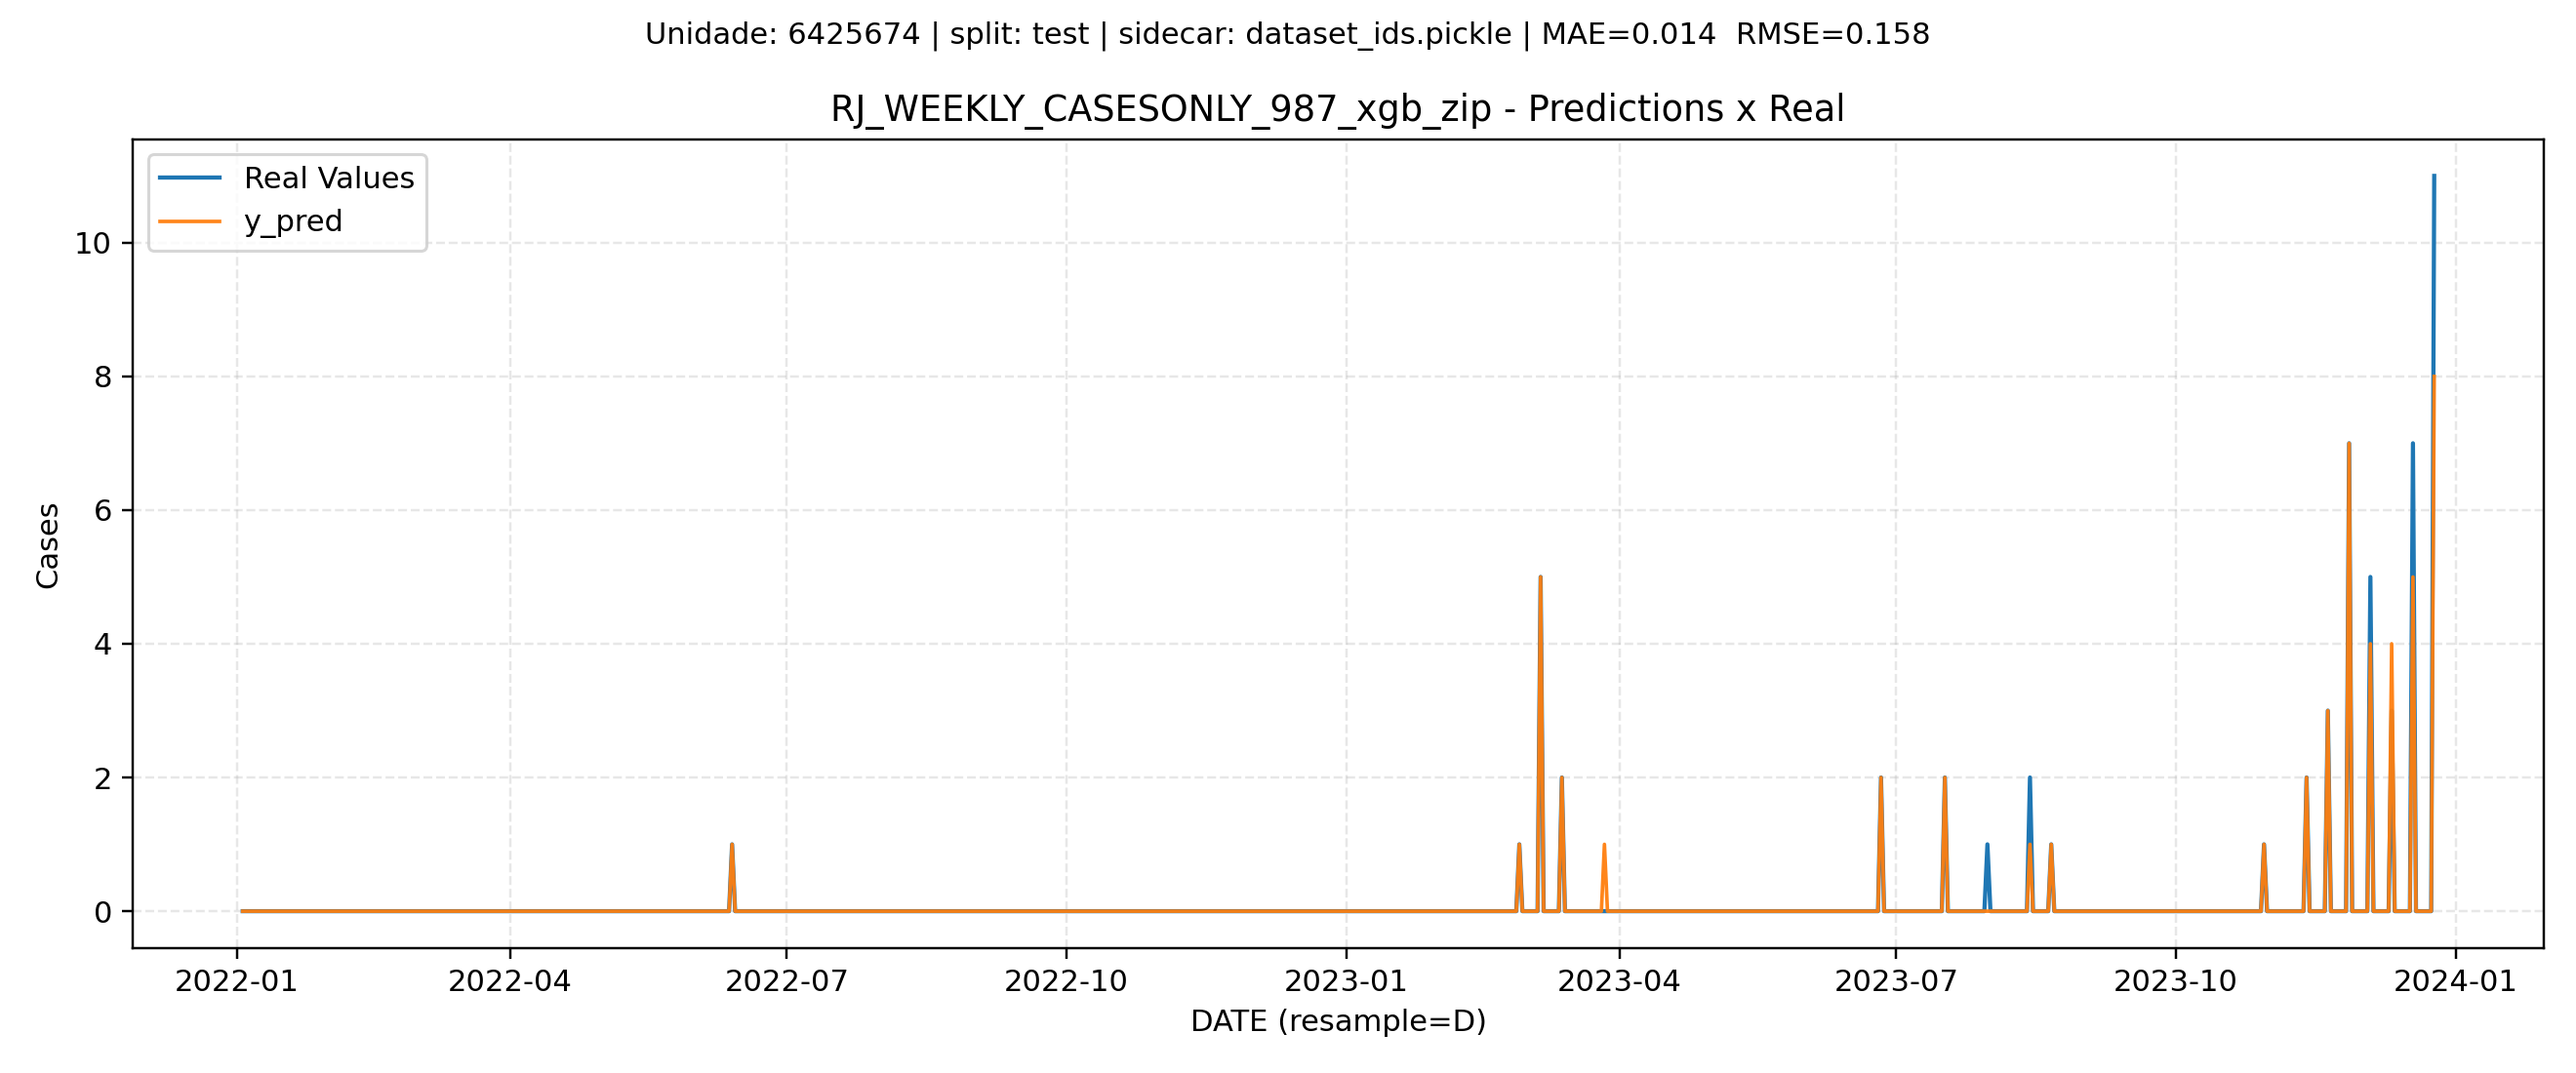 Unidade: 6425674 | split: test | sidecar: dataset_ids.pickle | MAE=0.014  RMSE=0.158
RJ_WEEKLY_CASESONLY_987_xgb_zip - Predictions x Real
Real Values
y_pred
10
8
6
4
2
0
Cases
2022-01
2022-04
2022-07
2022-10
2023-01
2023-04
2023-07
2023-10
2024-01
DATE (resample=D)